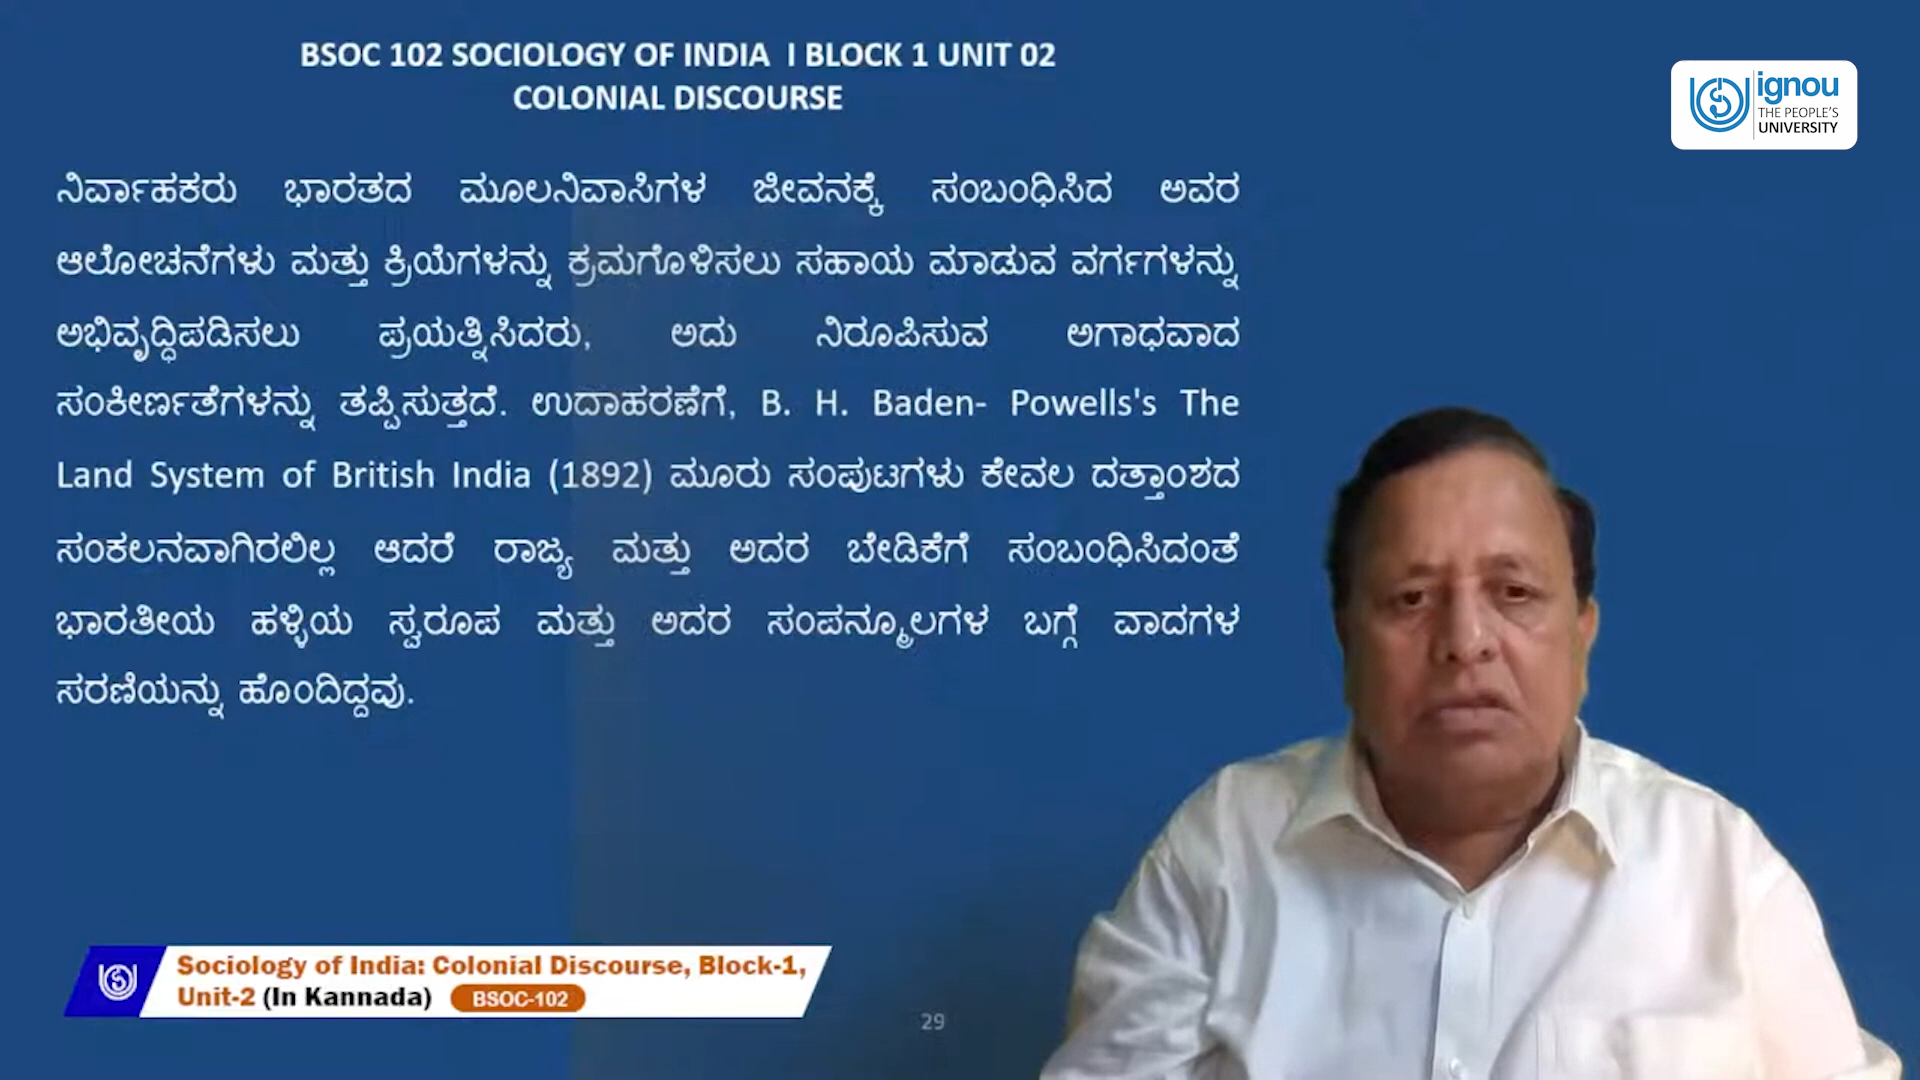 BSOC 102 SOCIOLOGY OF INDIA I BLOCK 1 UNIT 02
COLONIAL DISCOURSE
ignou
THE PEOPLE'S
UNIVERSITY
ನಿರ್ವಾಹಕರು ಭಾರತದ ಮೂಲನಿವಾಸಿಗಳ ಜೀವನಕ್ಕೆ ಸಂಬಂಧಿಸಿದ ಅವರ
ಆಲೋಚನೆಗಳು ಮತ್ತು ಕ್ರಿಯೆಗಳನ್ನು ಕ್ರಮಗೊಳಿಸಲು ಸಹಾಯ ಮಾಡುವ ವರ್ಗಗಳನ್ನು
ಅಭಿವೃದ್ಧಿಪಡಿಸಲು ಪ್ರಯತ್ನಿಸಿದರು, ಅದು ನಿರೂಪಿಸುವ ಅಗಾಧವಾದ
ಸಂಕೀರ್ಣತೆಗಳನ್ನು ತಪ್ಪಿಸುತ್ತದೆ. ಉದಾಹರಣೆಗೆ, B. H. Baden- Powells's The
Land System of British India (1892) ಮೂರು ಸಂಪುಟಗಳು ಕೇವಲ ದತ್ತಾಂಶದ
ಸಂಕಲನವಾಗಿರಲಿಲ್ಲ ಆದರೆ ರಾಜ್ಯ ಮತ್ತು ಅದರ ಬೇಡಿಕೆಗೆ ಸಂಬಂಧಿಸಿದಂತೆ
ಭಾರತೀಯ ಹಳ್ಳಿಯ ಸ್ವರೂಪ ಮತ್ತು ಅದರ ಸಂಪನ್ಮೂಲಗಳ ಬಗ್ಗೆ ವಾದಗಳ
ಸರಣಿಯನ್ನು ಹೊಂದಿದ್ದವು.
Sociology of India: Colonial Discourse, Block-1,
Unit-2 (In Kannada) BSOC-102
29